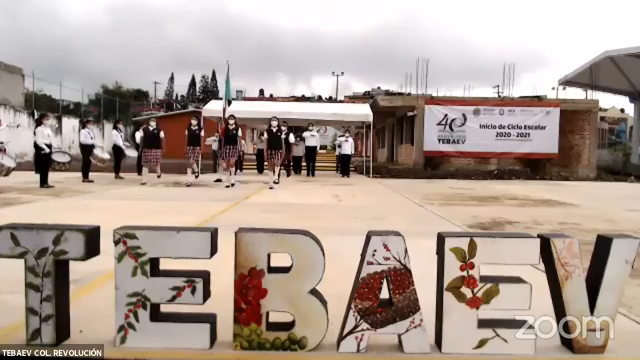 40
TEBAEV
Inicio de Ciclo Escolar
2020 - 2021
TEBAEV
zoom
TEBAEV COL. REVOLUCIÓN